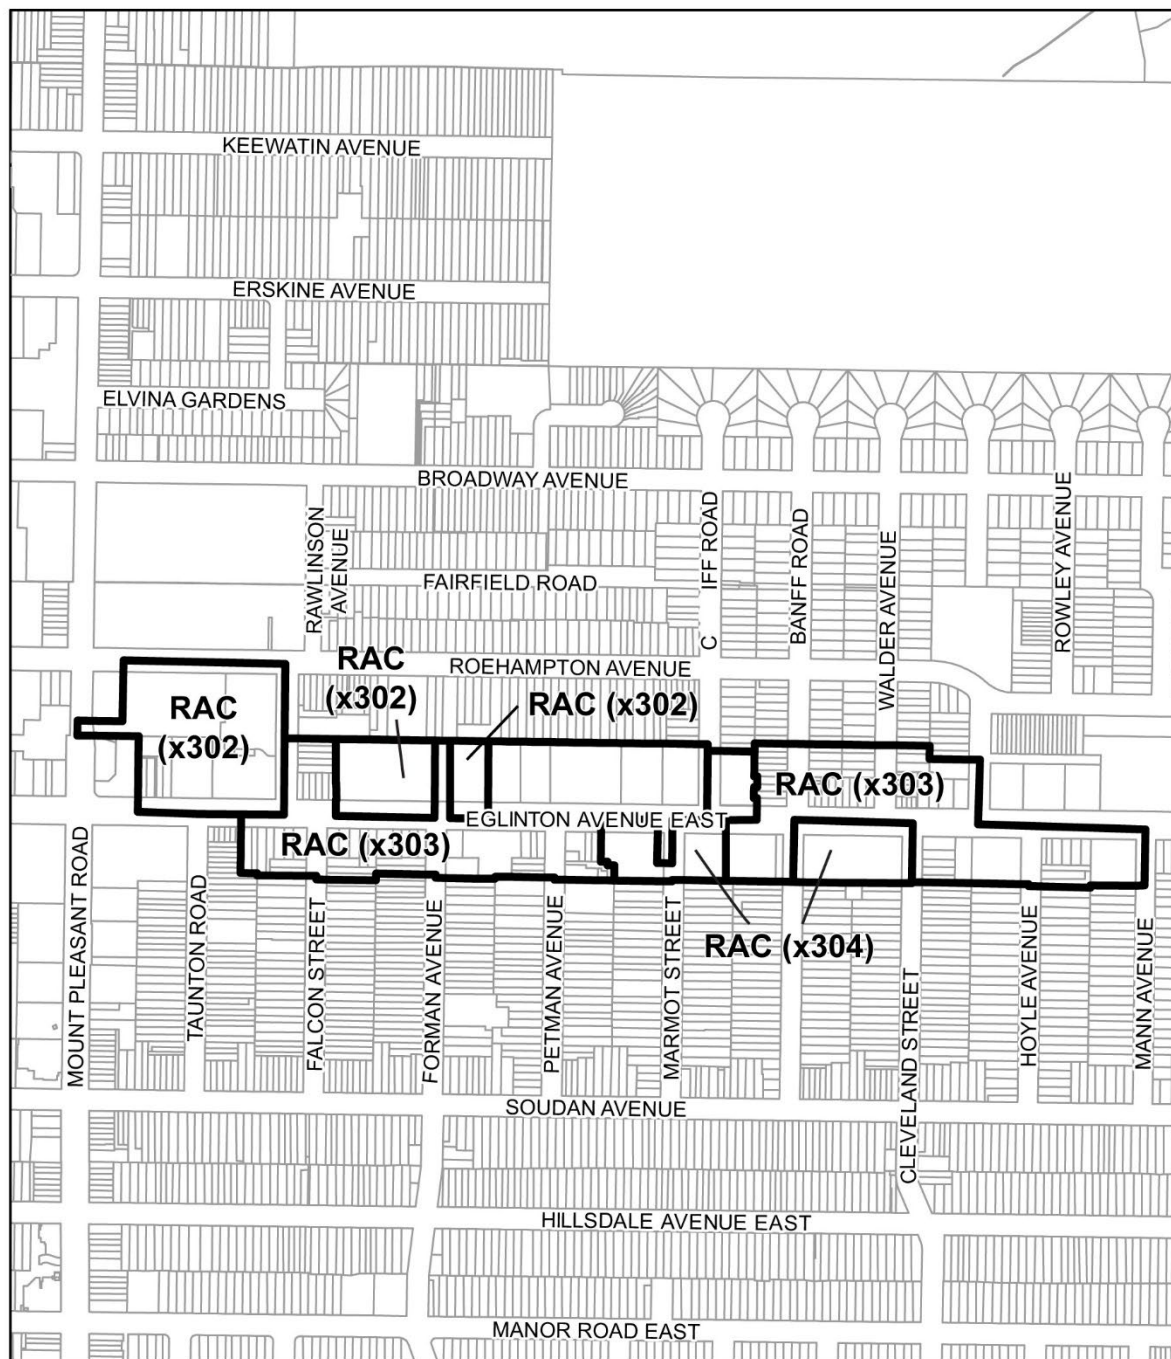 KEEWATIN AVENUE
ERSKINE AVENUE
ELVINA GARDENS
BROADWAY AVENUE
RAWLINSON
AVENUE
FAIRFIELD ROAD
C IFF ROAD
BANFF ROAD
WALDER AVENUE
ROWLEY AVENUE
ROEHAMPTON AVENUE
RAC
(x302)
RAC
(x302)
RAC (x302)
RAC (x303)
EGLINTON AVENUE EAST
RAC (x303)
RAC (x304)
MOUNT PLEASANT ROAD
TAUNTON ROAD
FALCON STREET
FORMAN AVENUE
PETMAN AVENUE
MARMOT STREET
CLEVELAND STREET
HOYLE AVENUE
MANN AVENUE
SOUDAN AVENUE
HILLSDALE AVENUE EAST
MANOR ROAD EAST